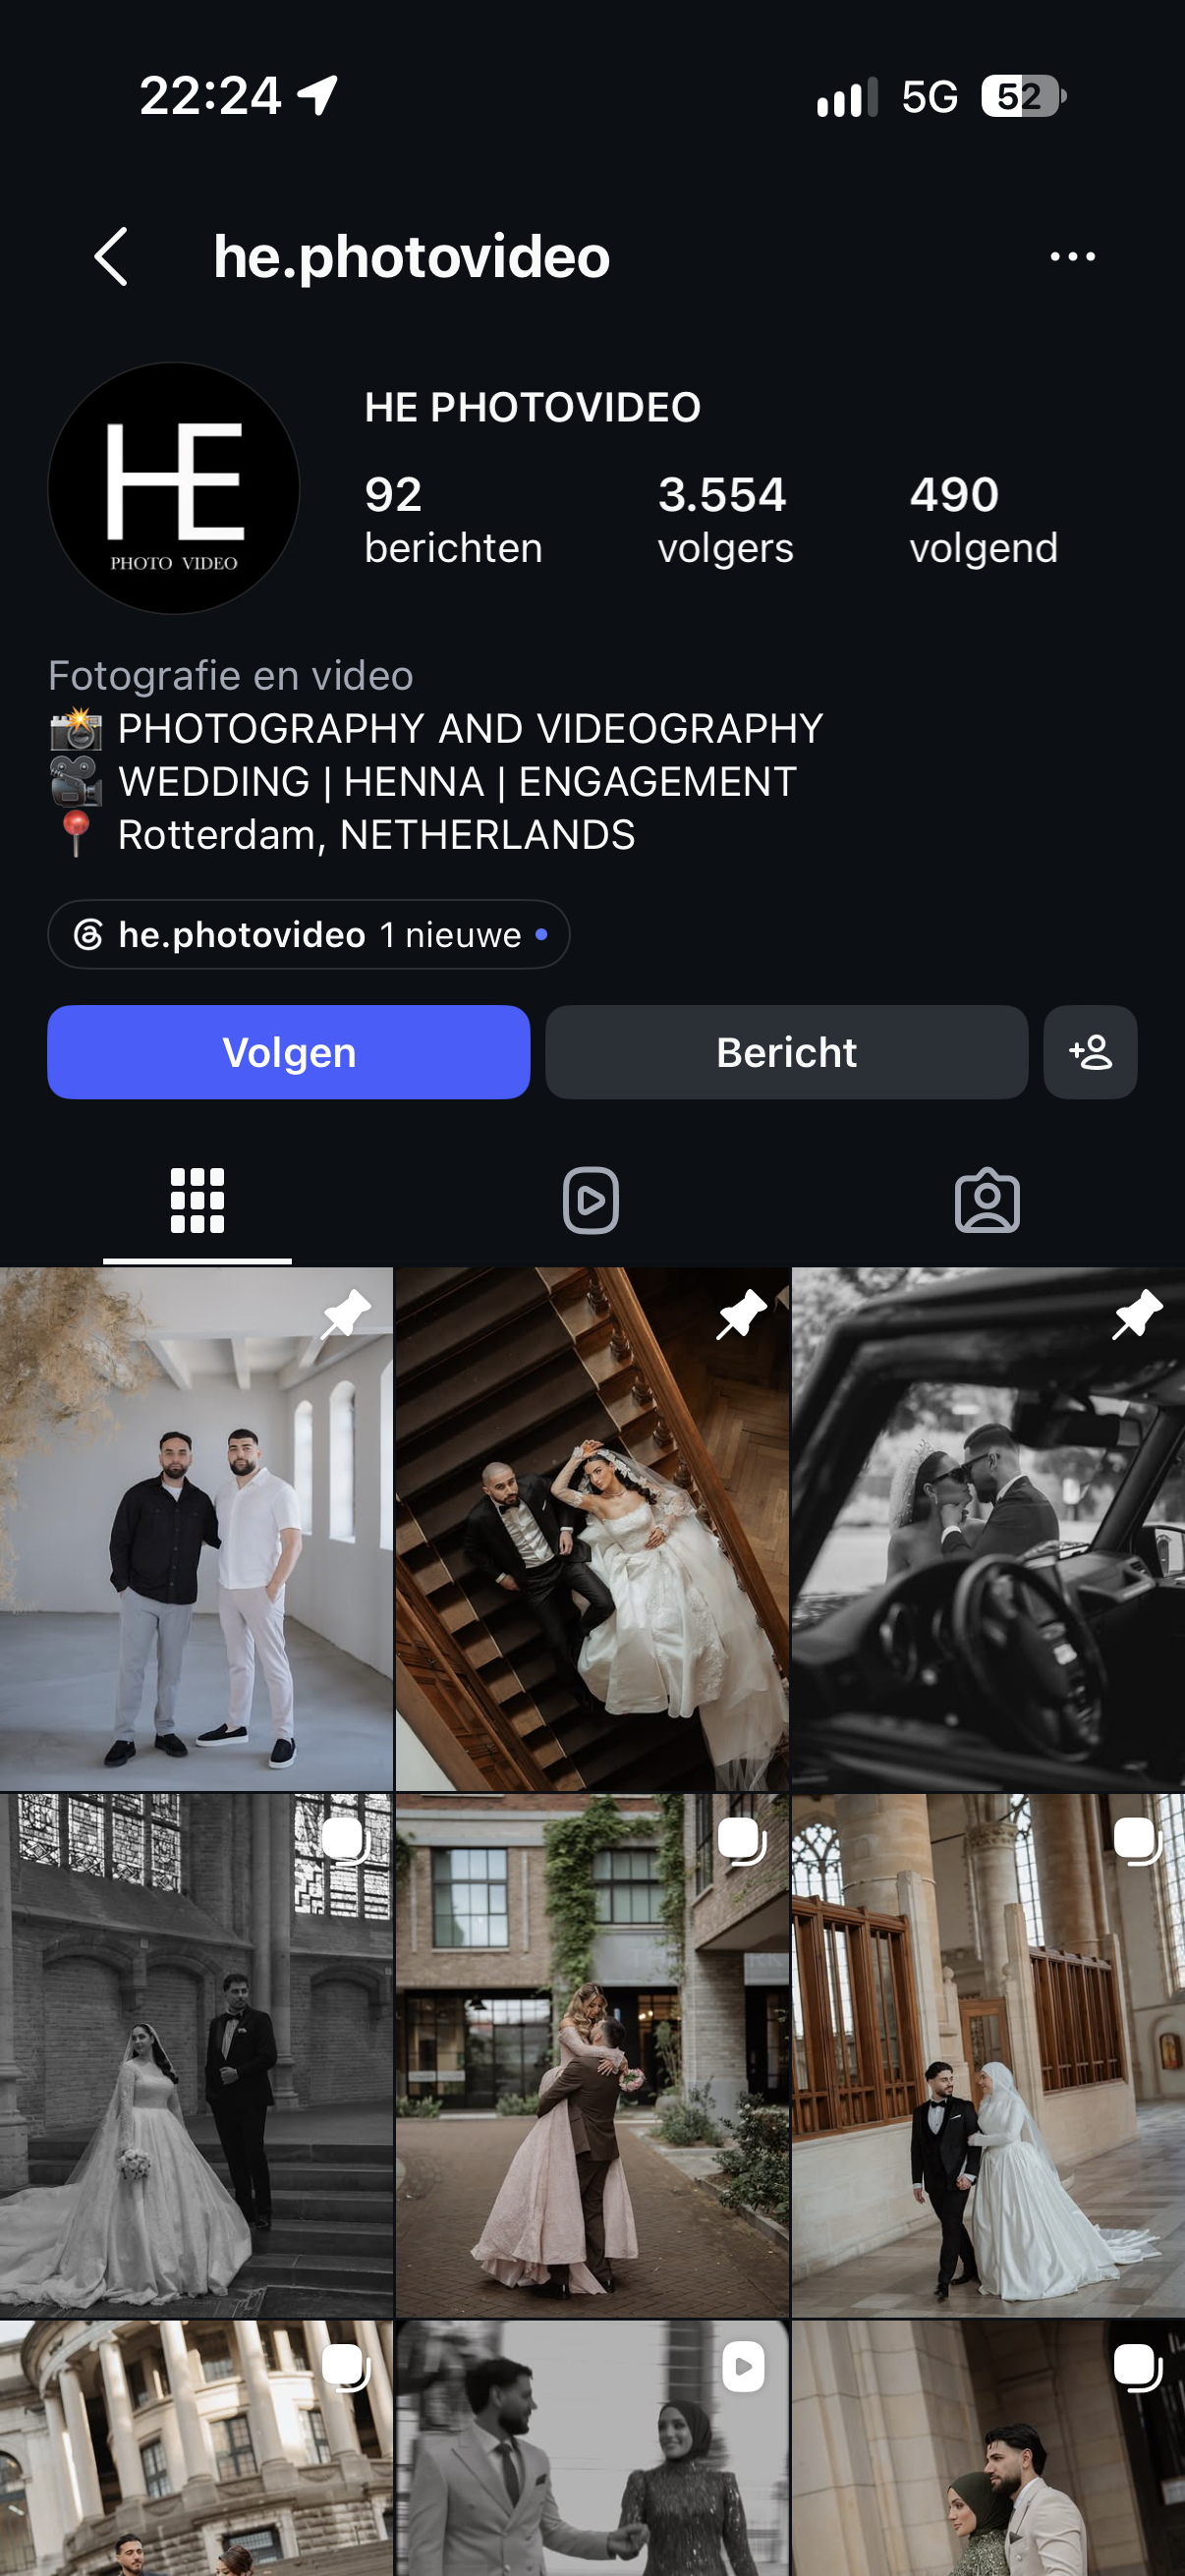 22:24
5G
52
he.photovideo
HE
PHOTO VIDEO
HE PHOTOVIDEO
92
berichten
3.554
volgers
490
volgend
Fotografie en video
PHOTOGRAPHY AND VIDEOGRAPHY
WEDDING | HENNA | ENGAGEMENT
Rotterdam, NETHERLANDS
he.photovideo 1 nieuwe
Volgen
Bericht